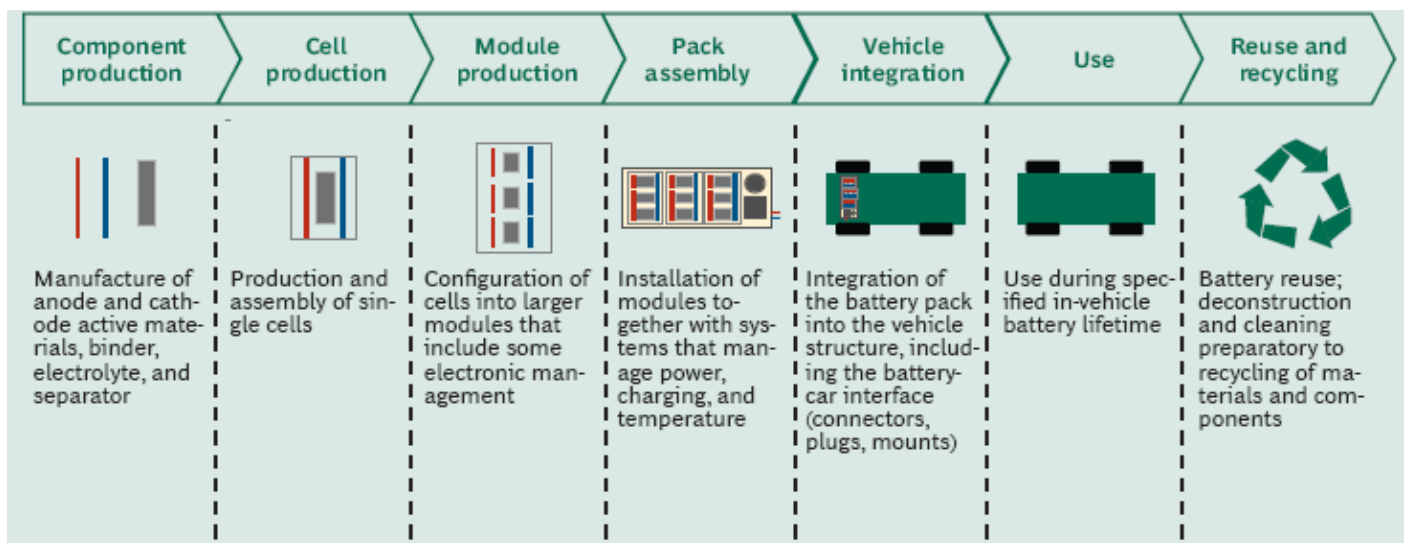 Component
production
Cell
production
Module
production
Pack
assembly
Vehicle
integration
Use
Reuse and
recycling
Manufacture of
anode and cath-
ode active mate-
rials, binder,
electrolyte, and
separator
Production and
assembly of sin-
gle cells
Configuration of
cells into larger
modules that
include some
electronic man-
agement
Installation of
modules to-
gether with sys-
tems that man-
age power,
charging, and
temperature
Integration of
the battery pack
into the vehicle
structure, includ-
ing the battery-
car interface
(connectors,
plugs, mounts)
Use during spec-
ified in-vehicle
battery lifetime
Battery reuse;
deconstruction
and cleaning
preparatory to
recycling of ma-
terials and com-
ponents